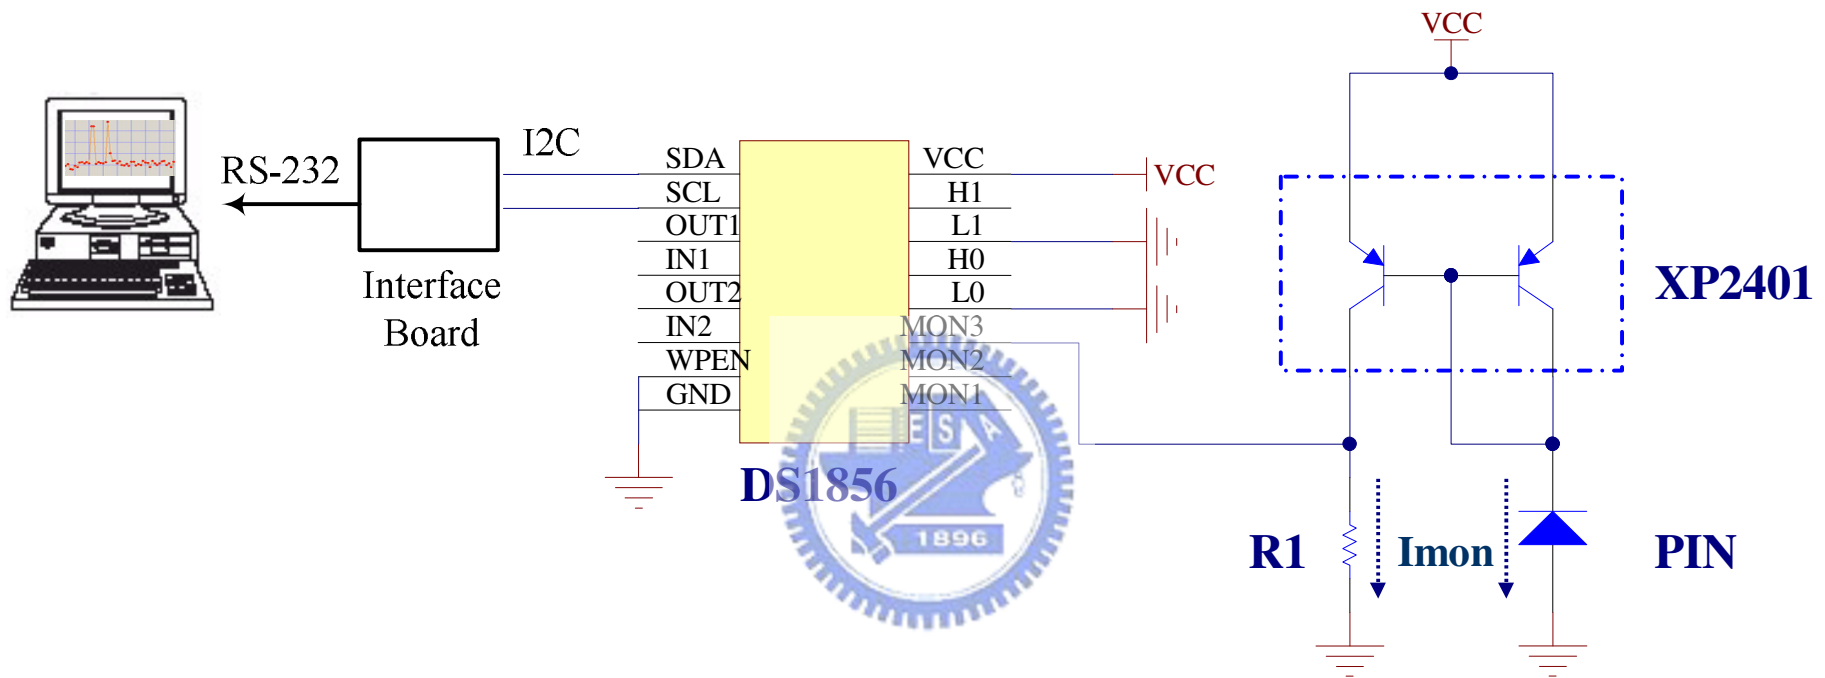 VCC
RS-232
I2C
Interface
Board
SDA
SCL
OUT1
IN1
OUT2
IN2
WPEN
GND
VCC
H1
L1
H0
L0
MON3
MON2
MON1
DS1856
VCC
XP2401
R1
Imon
PIN
E S A
1896